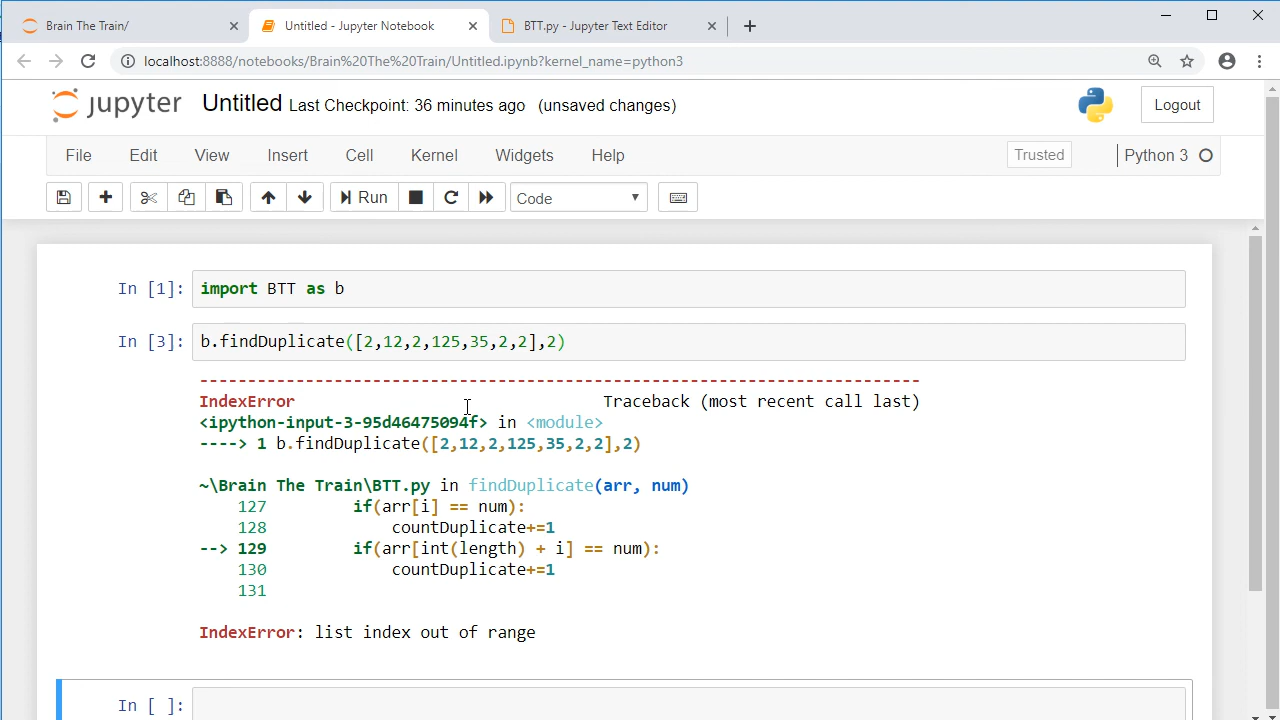 Brain The Train/
Untitled - Jupyter Notebook
BTT.py - Jupyter Text Editor
localhost:8888/notebooks/Brain%20The%20Train/Untitled.ipynb?kernel_name=python3
jupyter Untitled Last Checkpoint: 36 minutes ago (unsaved changes)
Logout
File Edit View Insert Cell Kernel Widgets Help
Trusted
Python 3
Run
Code
In [1]: import BTT as b
In [3]: b.findDuplicate([2,12,2,125,35,2,2],2)
---------------------------------------------------------------------------
IndexError                                Traceback (most recent call last)
<ipython-input-3-95d46475094f> in <module>
----> 1 b.findDuplicate([2,12,2,125,35,2,2],2)
~\Brain The Train\BTT.py in findDuplicate(arr, num)
    127         if(arr[i] == num):
    128             countDuplicate+=1
--> 129         if(arr[int(length) + i] == num):
    130             countDuplicate+=1
    131
IndexError: list index out of range
In [ ]: